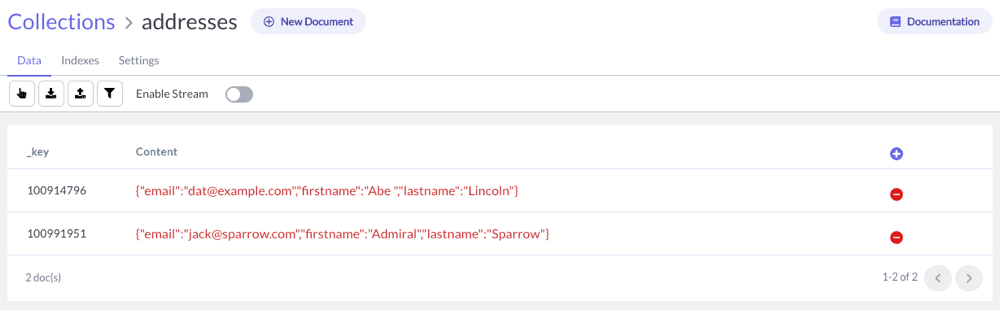 Collections > addresses New Document Documentation
Data Indexes Settings
Enable Stream
_key Content
100914796 {"email":"dat@example.com","firstname":"Abe ","lastname":"Lincoln"}
100991951 {"email":"jack@sparrow.com","firstname":"Admiral","lastname":"Sparrow"}
2 doc(s) 1-2 of 2